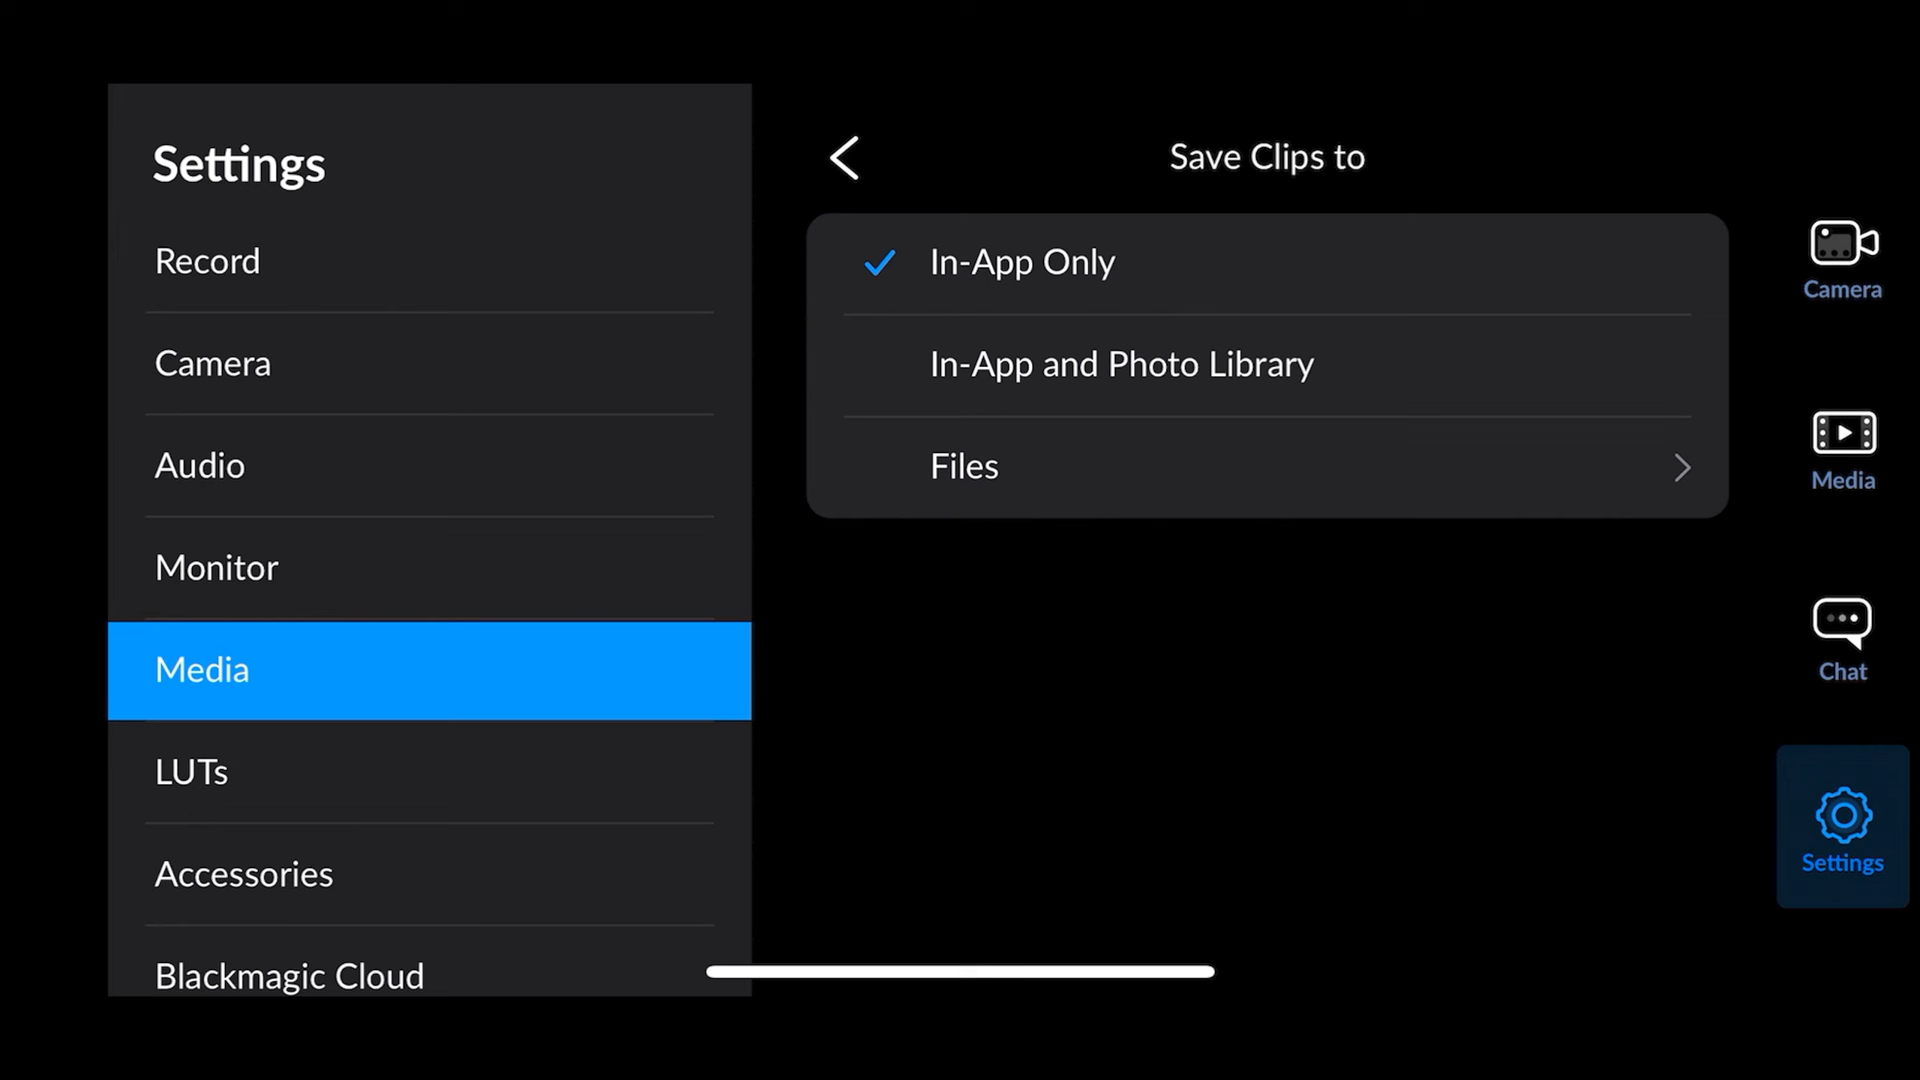 Settings
Record
Camera
Audio
Monitor
Media
LUTs
Accessories
Blackmagic Cloud
Save Clips to
In-App Only
In-App and Photo Library
Files
Camera
Media
Chat
Settings